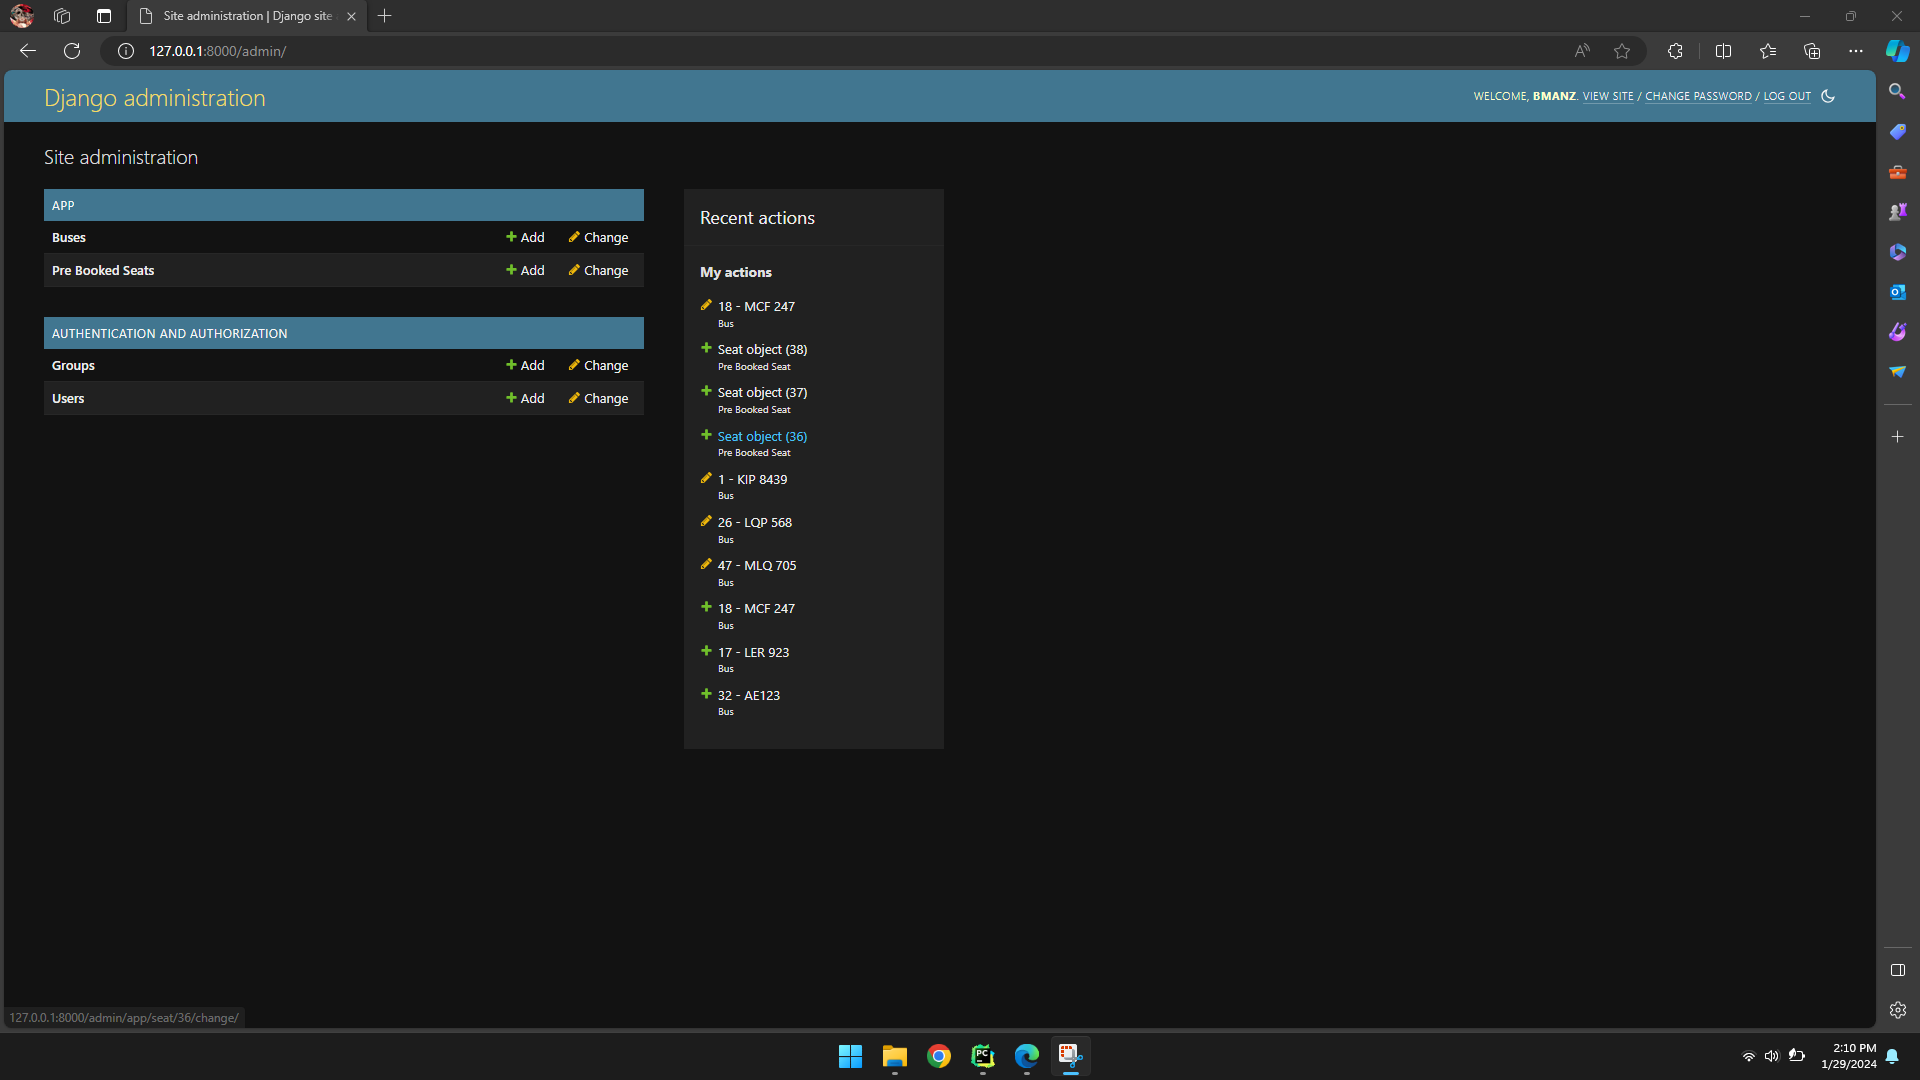 Site administration | Django site
127.0.0.1:8000/admin/
Django administration
WELCOME, BMANZ. VIEW SITE / CHANGE PASSWORD / LOG OUT
Site administration
APP
Buses
Add
Change
Pre Booked Seats
Add
Change
AUTHENTICATION AND AUTHORIZATION
Groups
Add
Change
Users
Add
Change
Recent actions
My actions
18 - MCF 247
Bus
Seat object (38)
Pre Booked Seat
Seat object (37)
Pre Booked Seat
Seat object (36)
Pre Booked Seat
1 - KIP 8439
Bus
26 - LQP 568
Bus
47 - MLQ 705
Bus
18 - MCF 247
Bus
17 - LER 923
Bus
32 - AE123
Bus
127.0.0.1:8000/admin/app/seat/36/change/
PC
2:10 PM
1/29/2024